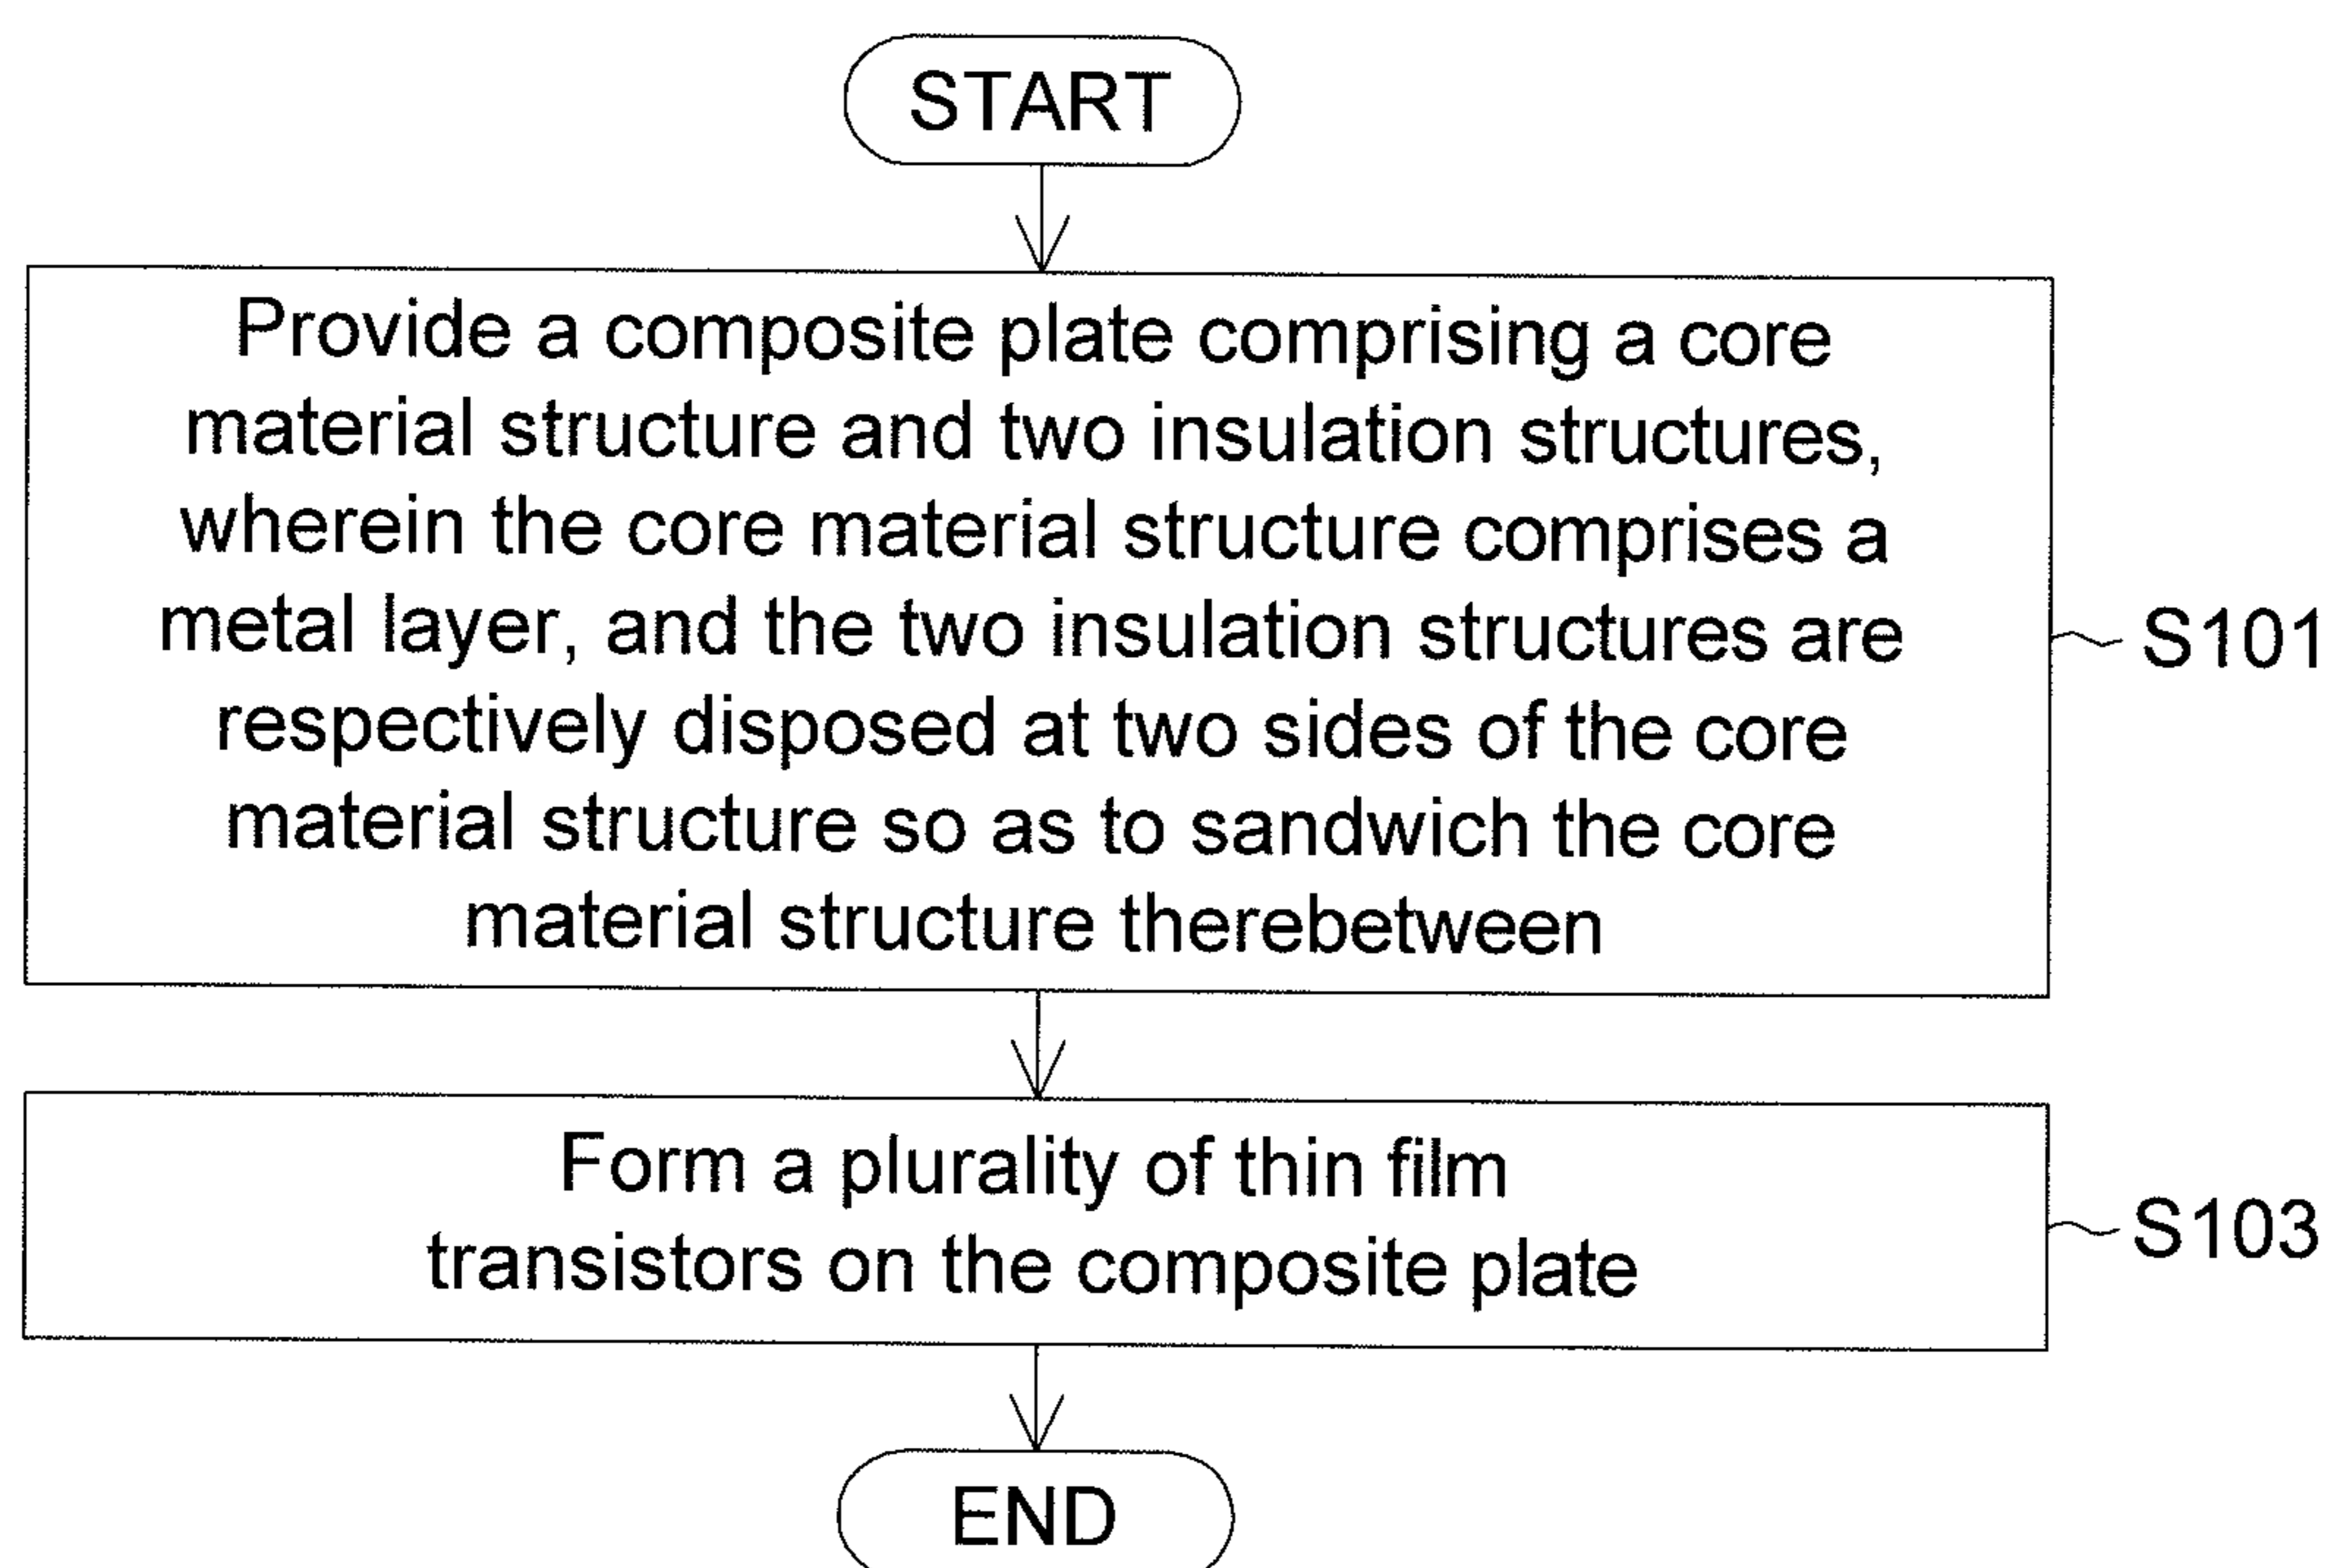 START
Provide a composite plate comprising a core
material structure and two insulation structures,
wherein the core material structure comprises a
metal layer, and the two insulation structures are
respectively disposed at two sides of the core
material structure so as to sandwich the core
material structure therebetween
S101
Form a plurality of thin film
transistors on the composite plate
S103
END